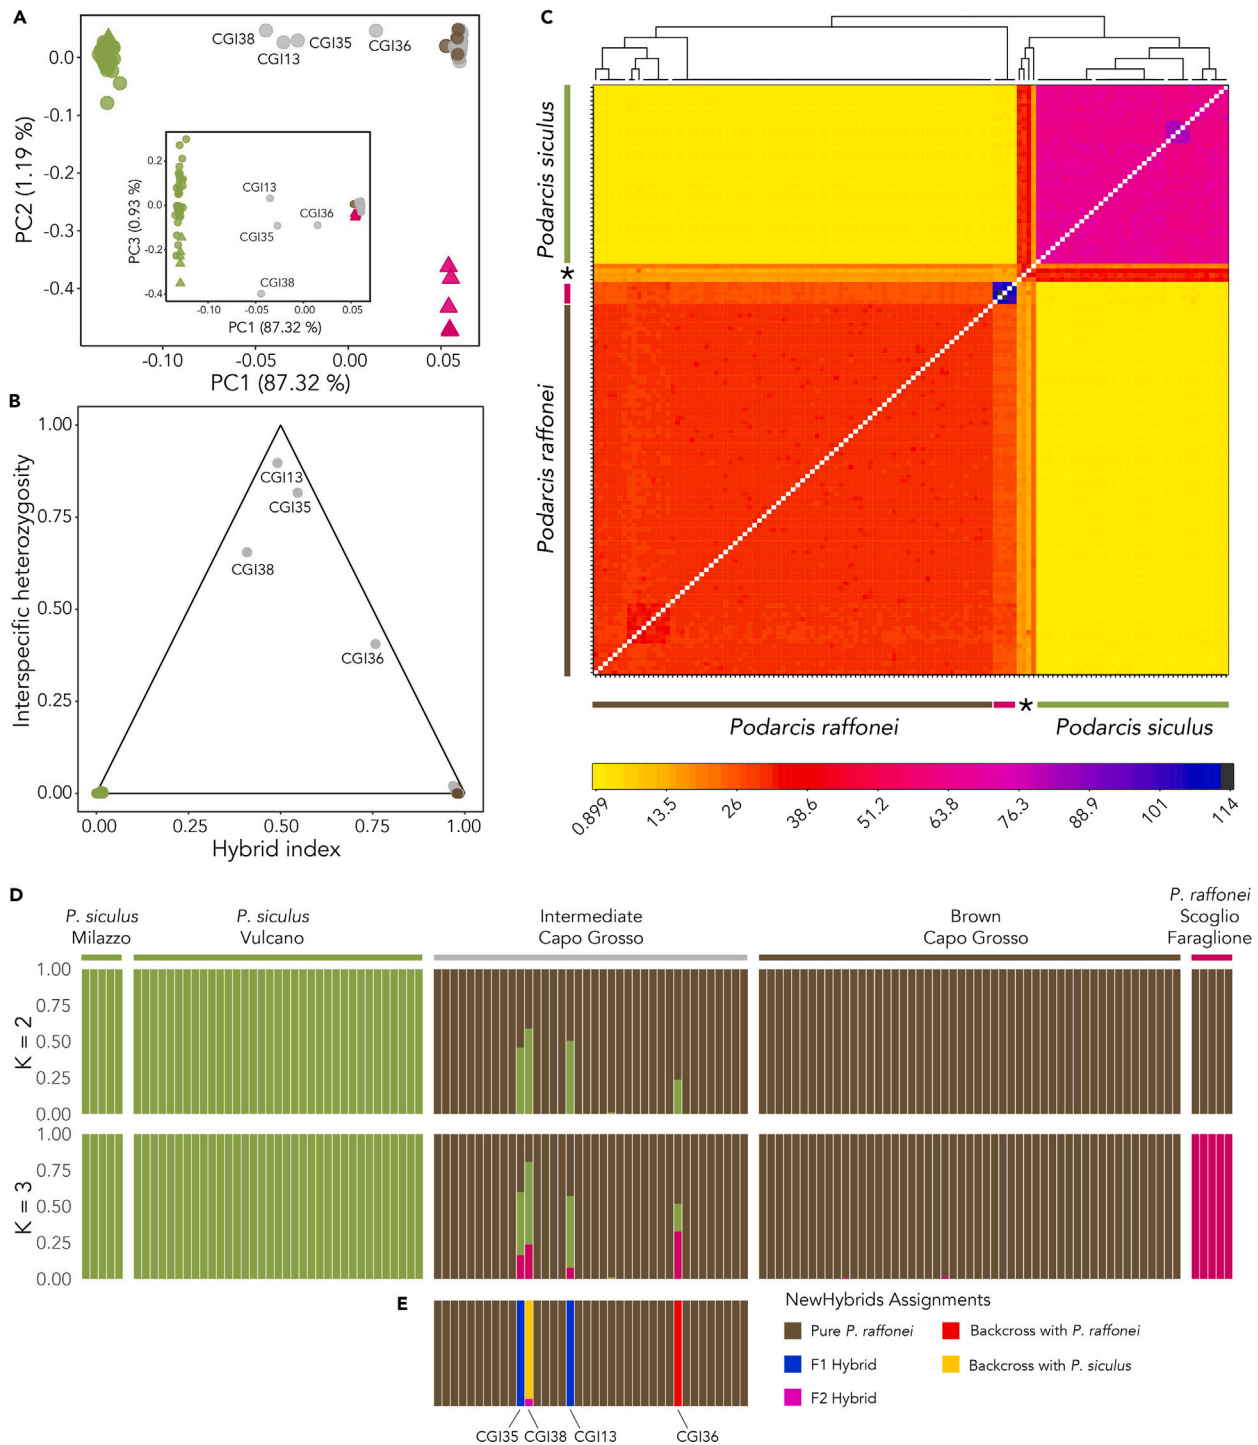 A
PC2 (1.19 %)
0.0
-0.1
-0.2
-0.3
-0.4
CGI38
CGI13
CGI35
CGI36
PC3 (0.93 %)
0.2
0.0
-0.2
-0.4
CGI13
CGI36
CGI35
CGI38
-0.10
-0.05
0.00
0.05
PC1 (87.32 %)
-0.10
-0.05
0.00
0.05
PC1 (87.32 %)
B
Interspecific heterozygosity
1.00
0.75
0.50
0.25
0.00
CGI13
CGI35
CGI38
CGI36
0.00
0.25
0.50
0.75
1.00
Hybrid index
C
Podarcis siculus
*
Podarcis raffonei
*
Podarcis raffonei
Podarcis siculus
0.899
13.5
26
38.6
51.2
63.8
76.3
88.9
101
114
D
P. siculus
Milazzo
P. siculus
Vulcano
Intermediate
Capo Grosso
Brown
Capo Grosso
P. raffonei
Scoglio
Faraglione
K = 2
1.00
0.75
0.50
0.25
0.00
K = 3
1.00
0.75
0.50
0.25
0.00
E
CGI35
CGI38
CGI13
CGI36
NewHybrids Assignments
Pure P. raffonei
Backcross with P. raffonei
F1 Hybrid
Backcross with P. siculus
F2 Hybrid